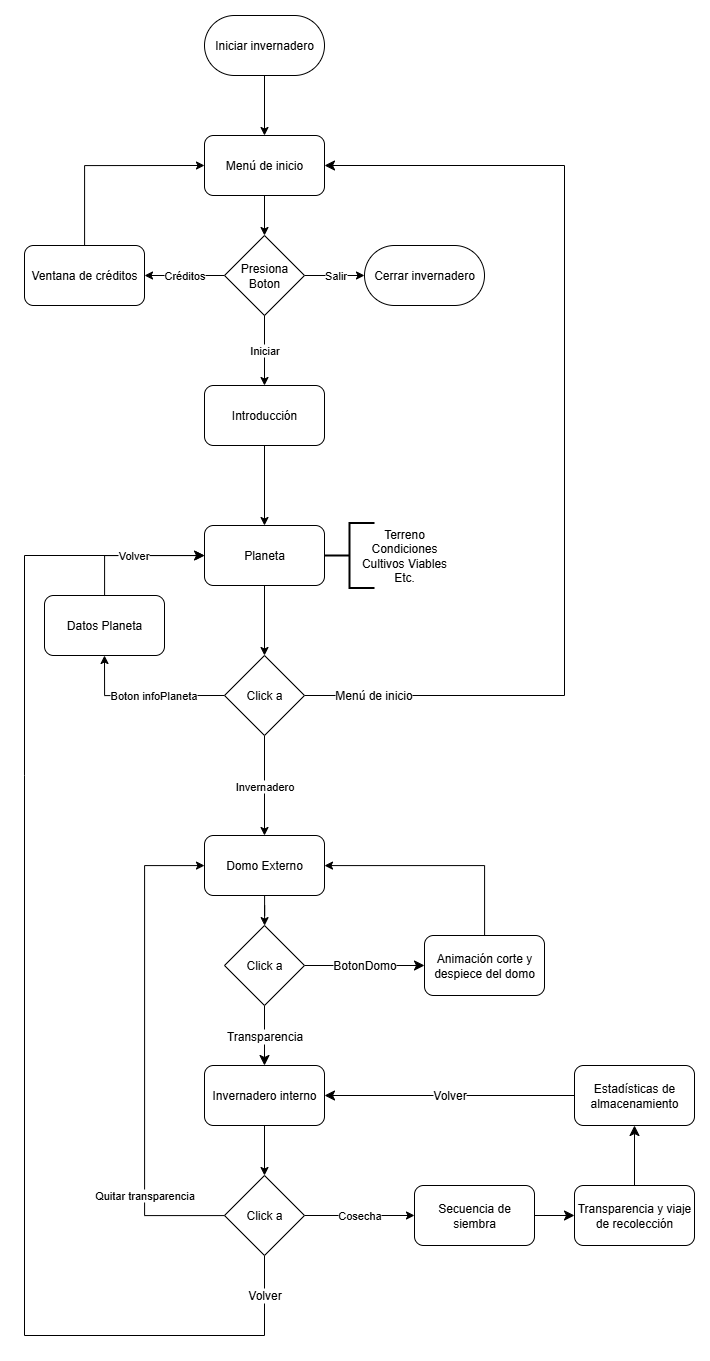 Iniciar invernadero
Menú de inicio
Ventana de créditos
Créditos
Presiona
Boton
Salir
Cerrar invernadero
Iniciar
Introducción
Volver
Planeta
Terreno
Condiciones
Cultivos Viables
Etc.
Datos Planeta
Boton infoPlaneta
Click a
Menú de inicio
Invernadero
Domo Externo
Click a
BotonDomo
Animación corte y
despiece del domo
Transparencia
Invernadero interno
Volver
Estadísticas de
almacenamiento
Quitar transparencia
Click a
Cosecha
Secuencia de
siembra
Transparencia y viaje
de recolección
Volver